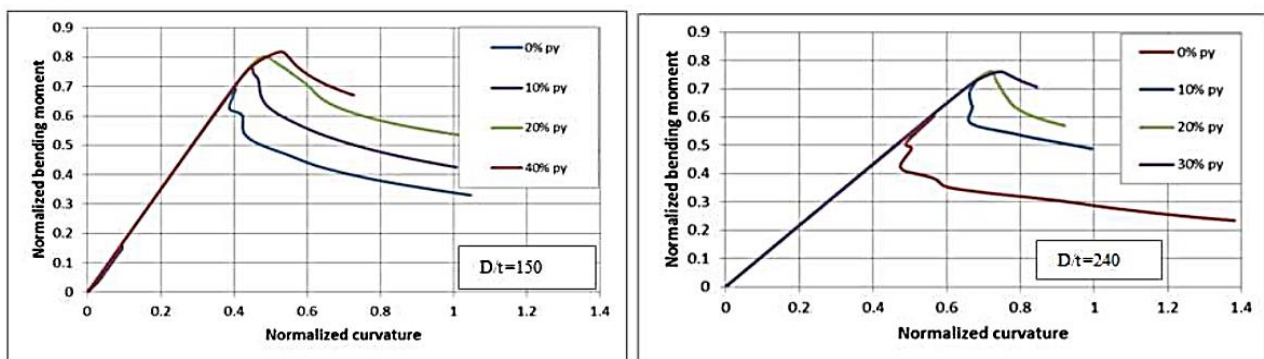 0.9
0.8
0.7
0.6
0.5
0.4
0.3
0.2
0.1
0
Normalized bending moment
0% py
10% py
20% py
40% py
D/t=150
0 0.2 0.4 0.6 0.8 1 1.2 1.4
Normalized curvature
0.9
0.8
0.7
0.6
0.5
0.4
0.3
0.2
0.1
0
Normalized bending moment
0% py
10% py
20% py
30% py
D/t=240
0 0.2 0.4 0.6 0.8 1 1.2 1.4
Normalized curvature